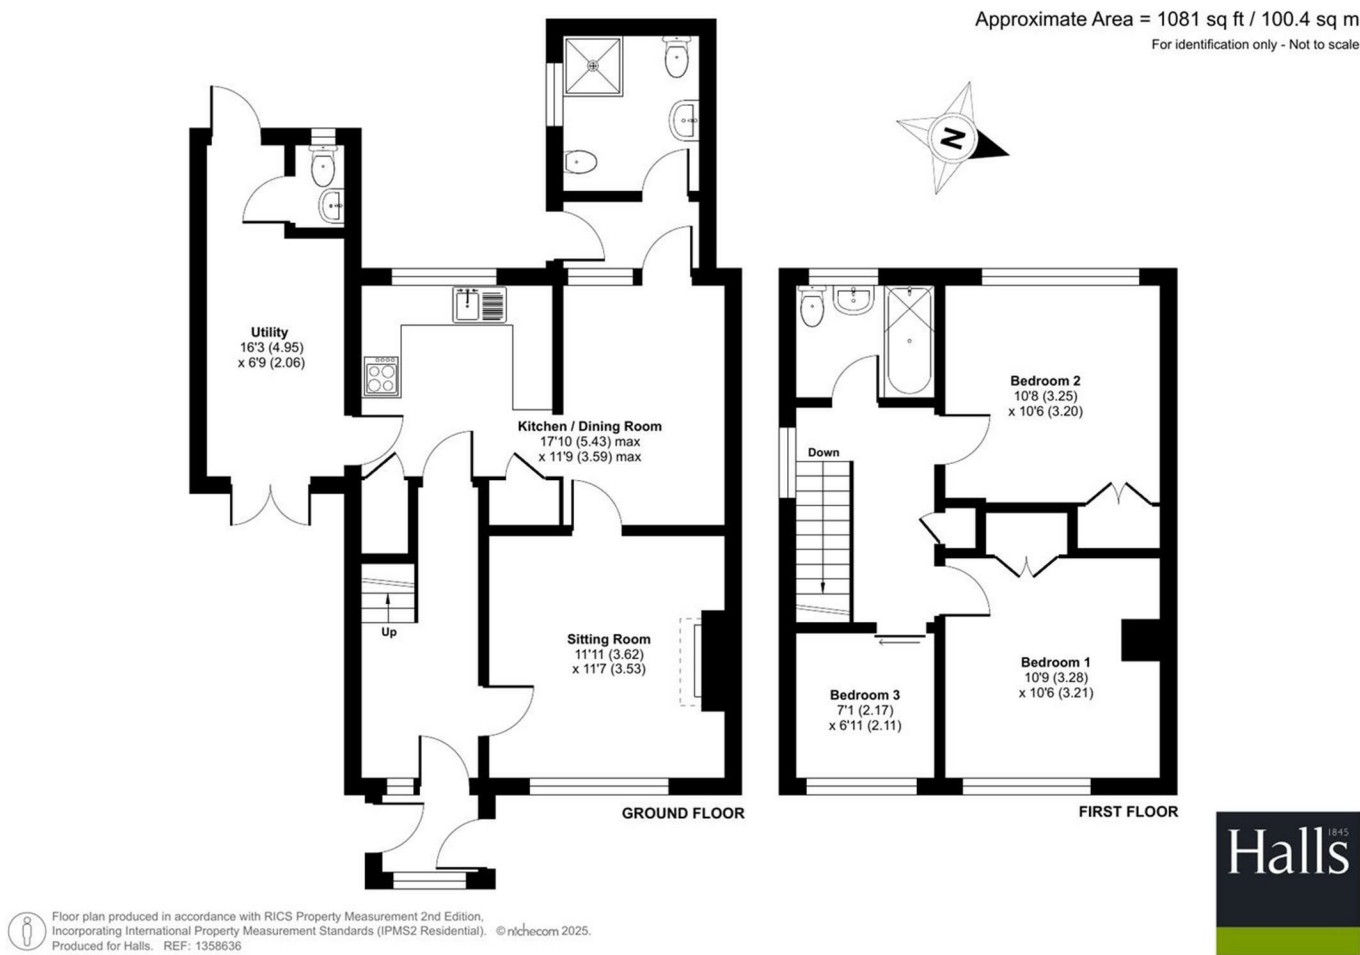 Approximate Area = 1081 sq ft / 100.4 sq m
For identification only - Not to scale
N
Utility
16'3 (4.95)
x 6'9 (2.06)
Kitchen / Dining Room
17'10 (5.43) max
x 11'9 (3.59) max
Up
Sitting Room
11'11 (3.62)
x 11'7 (3.53)
GROUND FLOOR
Bedroom 2
10'8 (3.25)
x 10'6 (3.20)
Down
Bedroom 1
10'9 (3.28)
x 10'6 (3.21)
Bedroom 3
7'1 (2.17)
x 6'11 (2.11)
FIRST FLOOR
Halls 1845
Floor plan produced in accordance with RICS Property Measurement 2nd Edition,
Incorporating International Property Measurement Standards (IPMS2 Residential). © nichecom 2025.
Produced for Halls. REF: 1358636